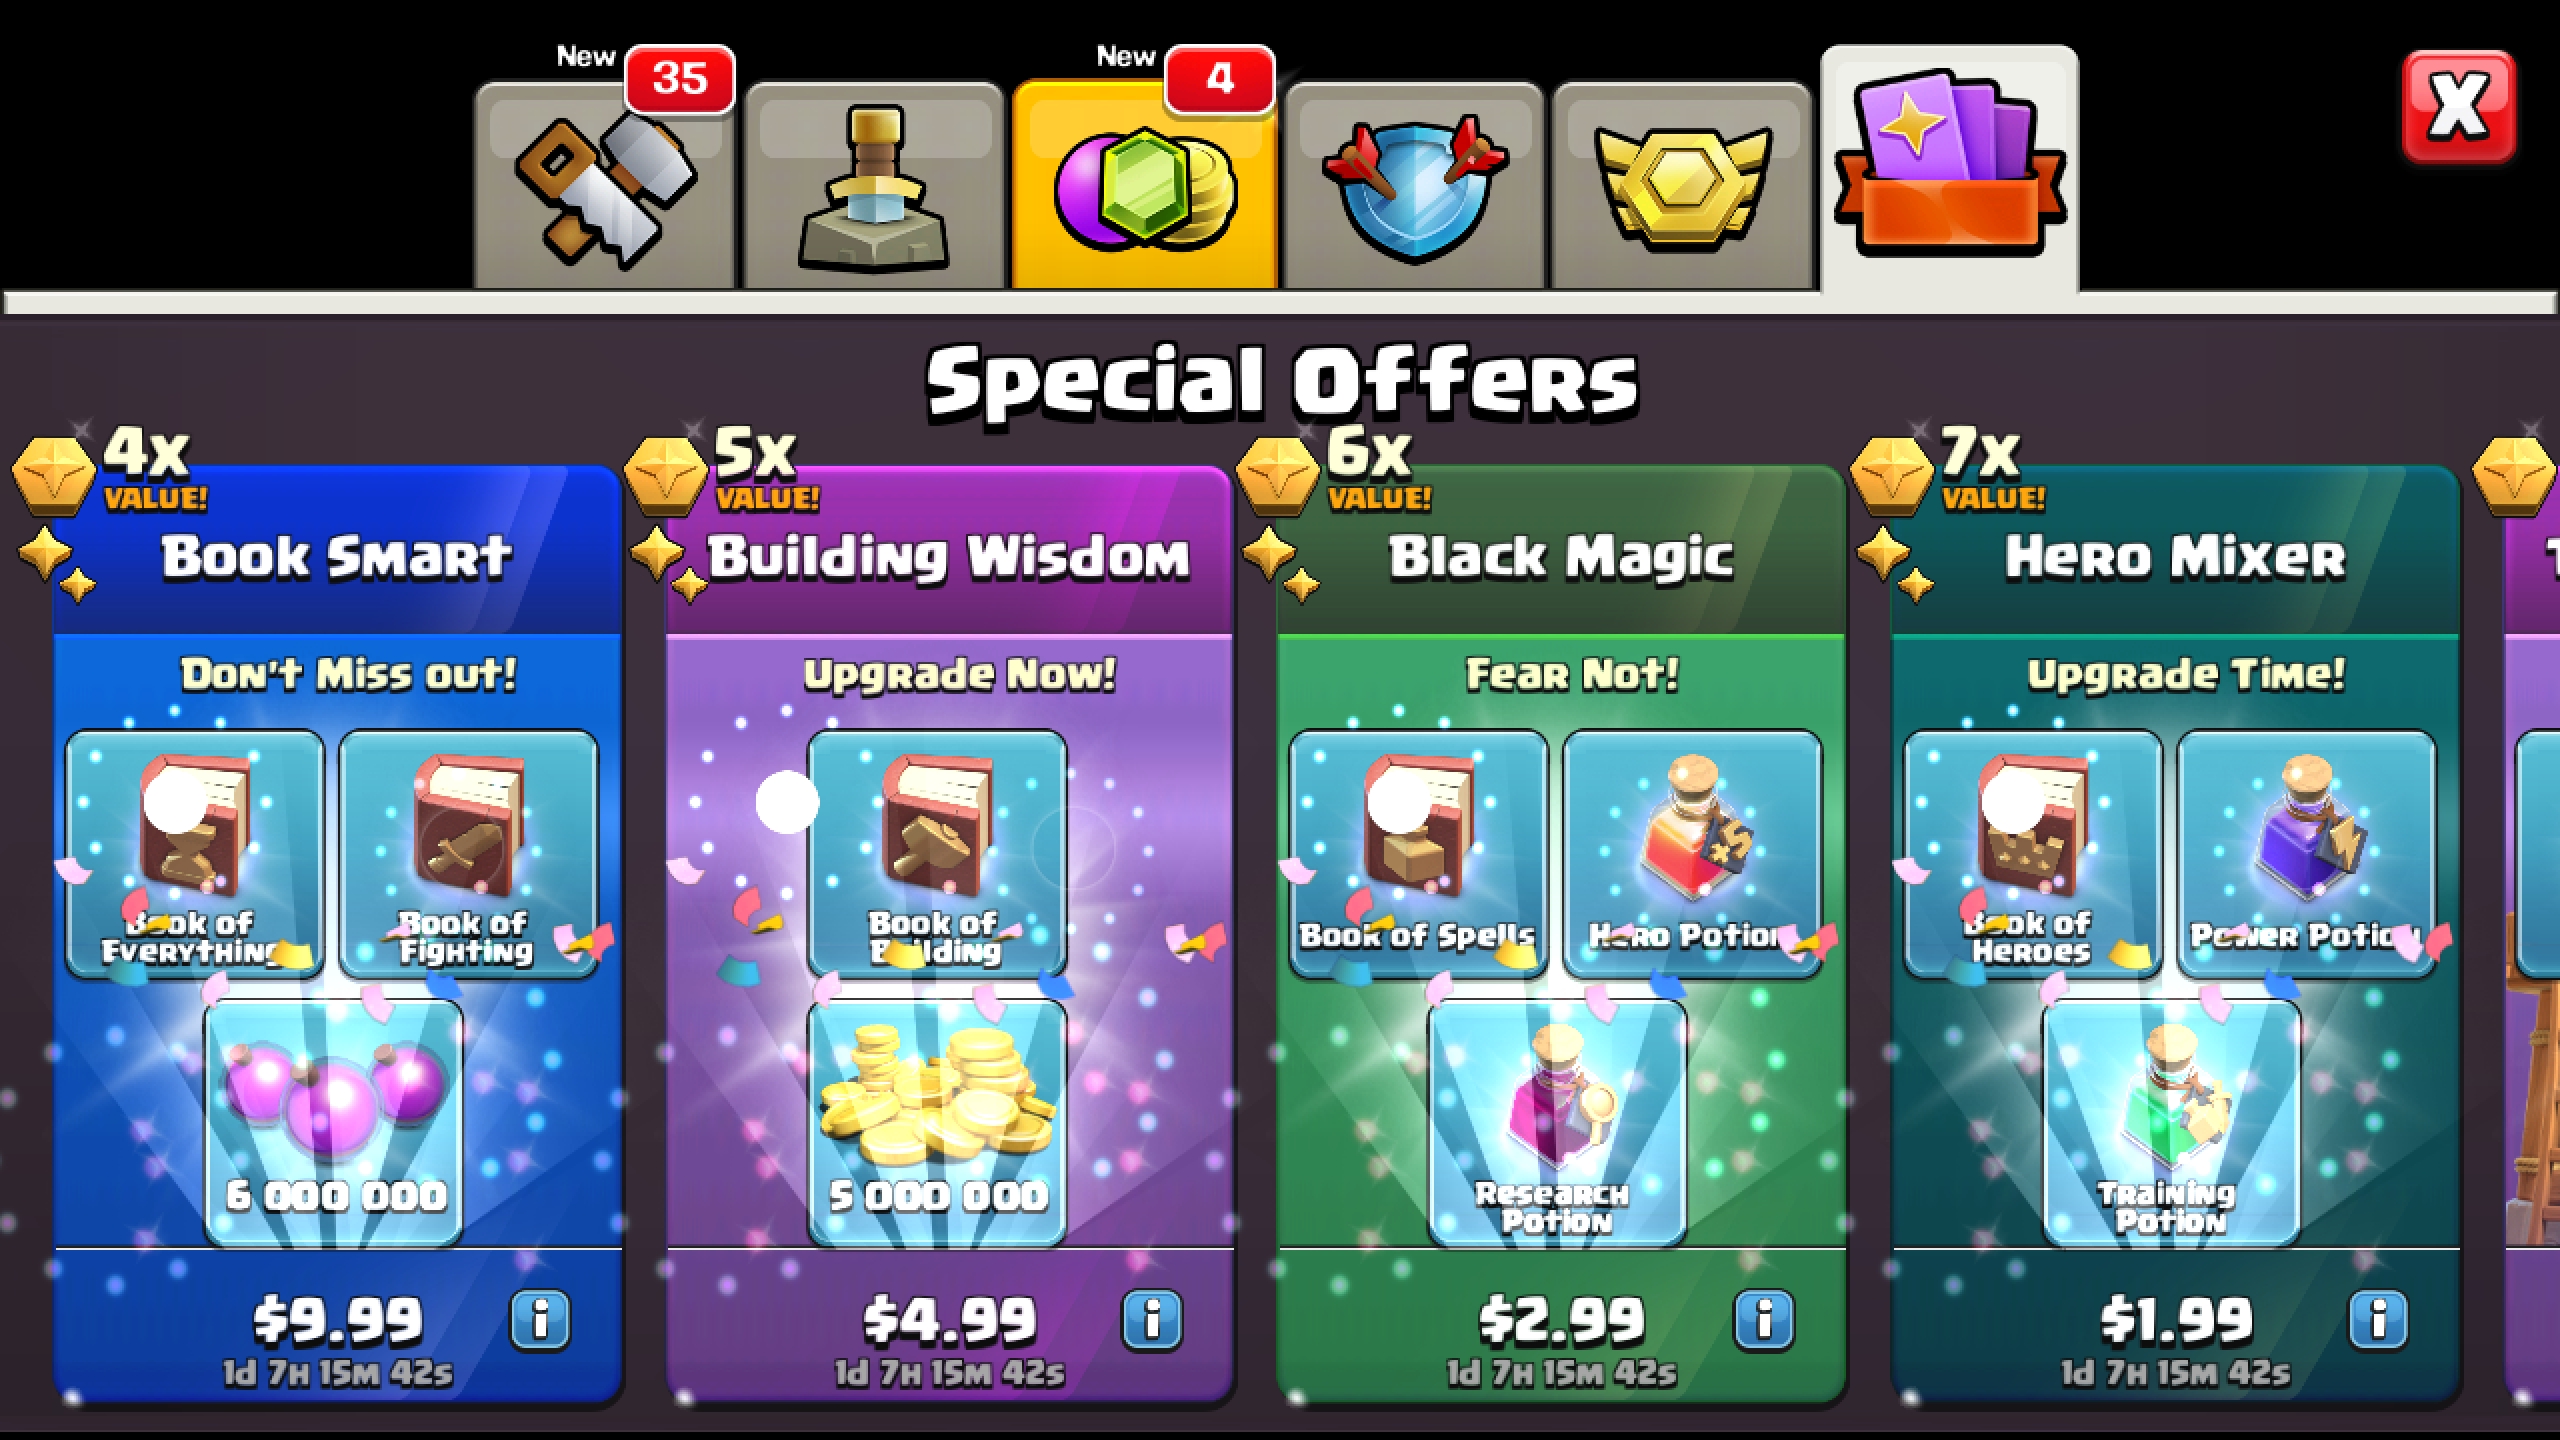 New
35
New
4
X
Special Offers
4x
VALUE!
Book Smart
Don't Miss out!
Book of
Everything
Book of
Fighting
6 000 000
$9.99
i
1d 7H 15M 42s
5x
VALUE!
Building Wisdom
Upgrade Now!
Book of
Building
5 000 000
$4.99
i
1d 7H 15M 42s
6x
VALUE!
Black Magic
Fear Not!
Book of Spells
x5
Hero Potion
Research
Potion
$2.99
i
1d 7H 15M 42s
7x
VALUE!
Hero Mixer
Upgrade Time!
Book of
Heroes
Power Potion
Training
Potion
$1.99
i
1d 7H 15M 42s